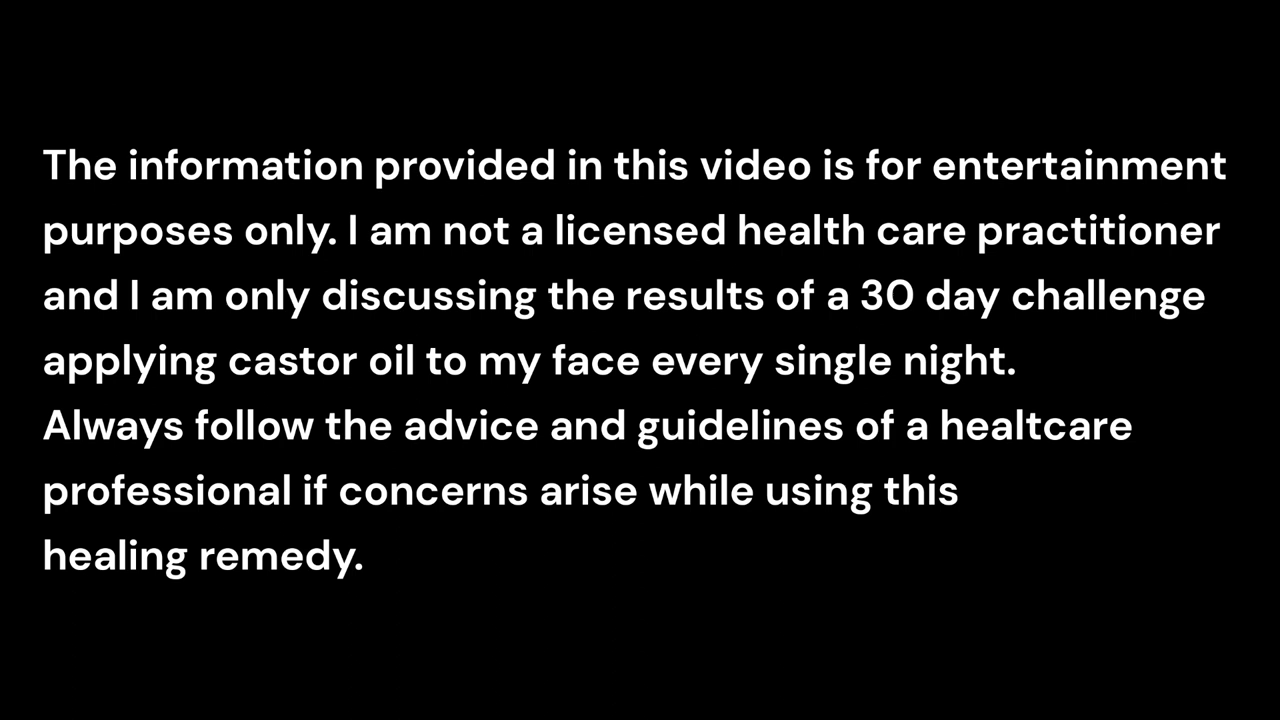 The information provided in this video is for entertainment
purposes only. I am not a licensed health care practitioner
and I am only discussing the results of a 30 day challenge
applying castor oil to my face every single night.
Always follow the advice and guidelines of a healtcare
professional if concerns arise while using this
healing remedy.